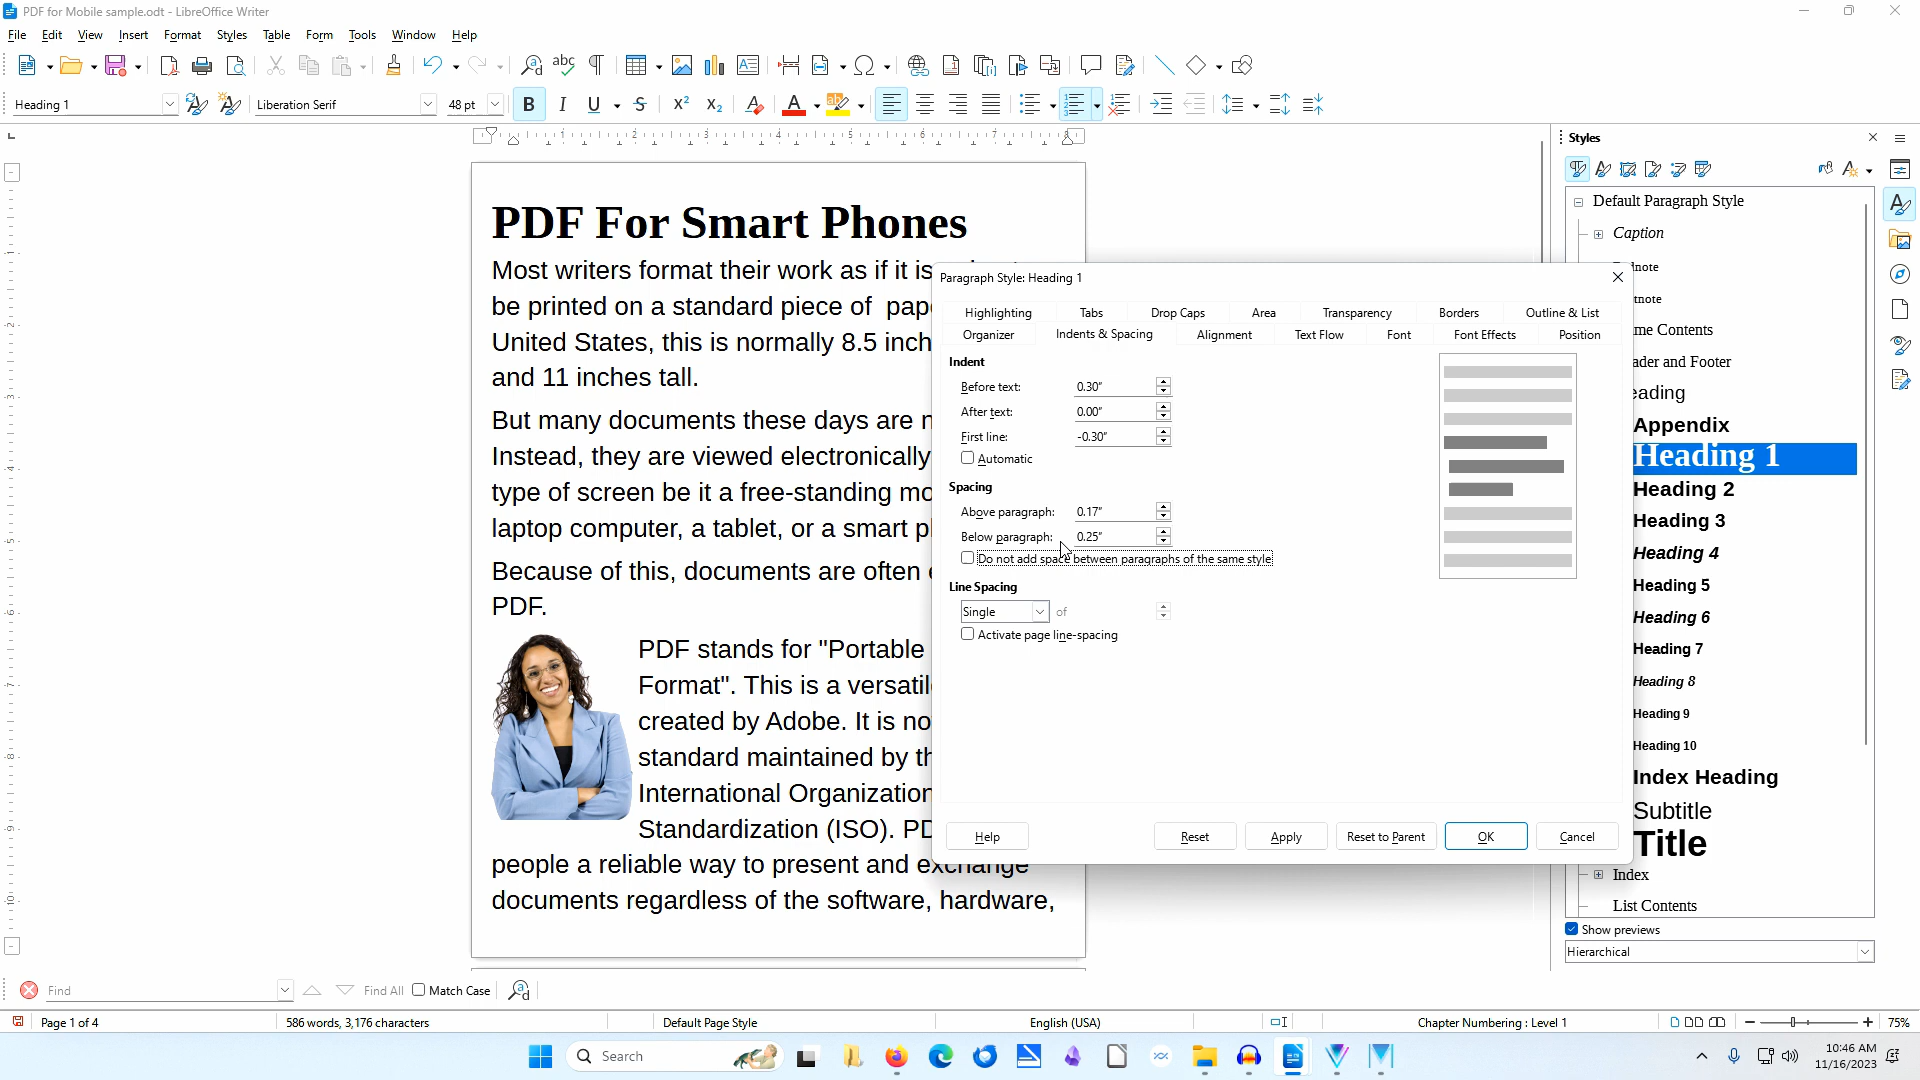 PDF for Mobile sample.odt - LibreOffice Writer
File Edit View Insert Format Styles Table Form Tools Window Help
Heading 1
Liberation Serif
48 pt
Styles
Default Paragraph Style
Caption
Heading 1
Heading 2
Heading 3
Heading 4
Heading 5
Heading 6
Heading 7
Heading 8
Heading 9
Heading 10
Appendix
Index Heading
Subtitle
Title
Index
List Contents
Show previews
Hierarchical
PDF For Smart Phones
Most writers format their work as if it is
be printed on a standard piece of
United States, this is normally 8.5
and 11 inches tall.
But many documents these days are
Instead, they are viewed electronically
type of screen be it a free-standing
laptop computer, a tablet, or a smart
Because of this, documents are often
PDF.
PDF stands for "Portable
Format". This is a
created by Adobe. It is
standard maintained by
International Organization
Standardization (ISO).
people a reliable way to present and exchange
documents regardless of the software, hardware,
Paragraph Style: Heading 1
Highlighting Tabs Drop Caps Area Transparency Borders Outline & List
Organizer Indents & Spacing Alignment Text Flow Font Font Effects Position
Indent
Before text: 0.30"
After text: 0.00"
First line: -0.30"
Automatic
Spacing
Above paragraph: 0.17"
Below paragraph: 0.25"
Do not add space between paragraphs of the same style
Line Spacing
Single of
Activate page line-spacing
Help Reset Apply Reset to Parent OK Cancel
Find Find All Match Case
Page 1 of 4
586 words, 3,176 characters
Default Page Style
English (USA)
Chapter Numbering : Level 1
75%
Search
10:46 AM
11/16/2023